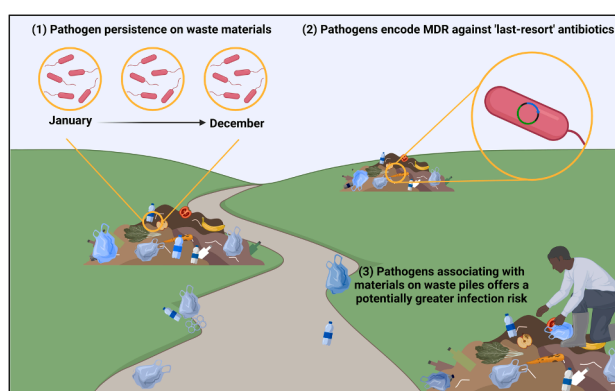 (1) Pathogen persistence on waste materials
(2) Pathogens encode MDR against 'last-resort' antibiotics
January
December
(3) Pathogens associating with
materials on waste piles offers a
potentially greater infection risk